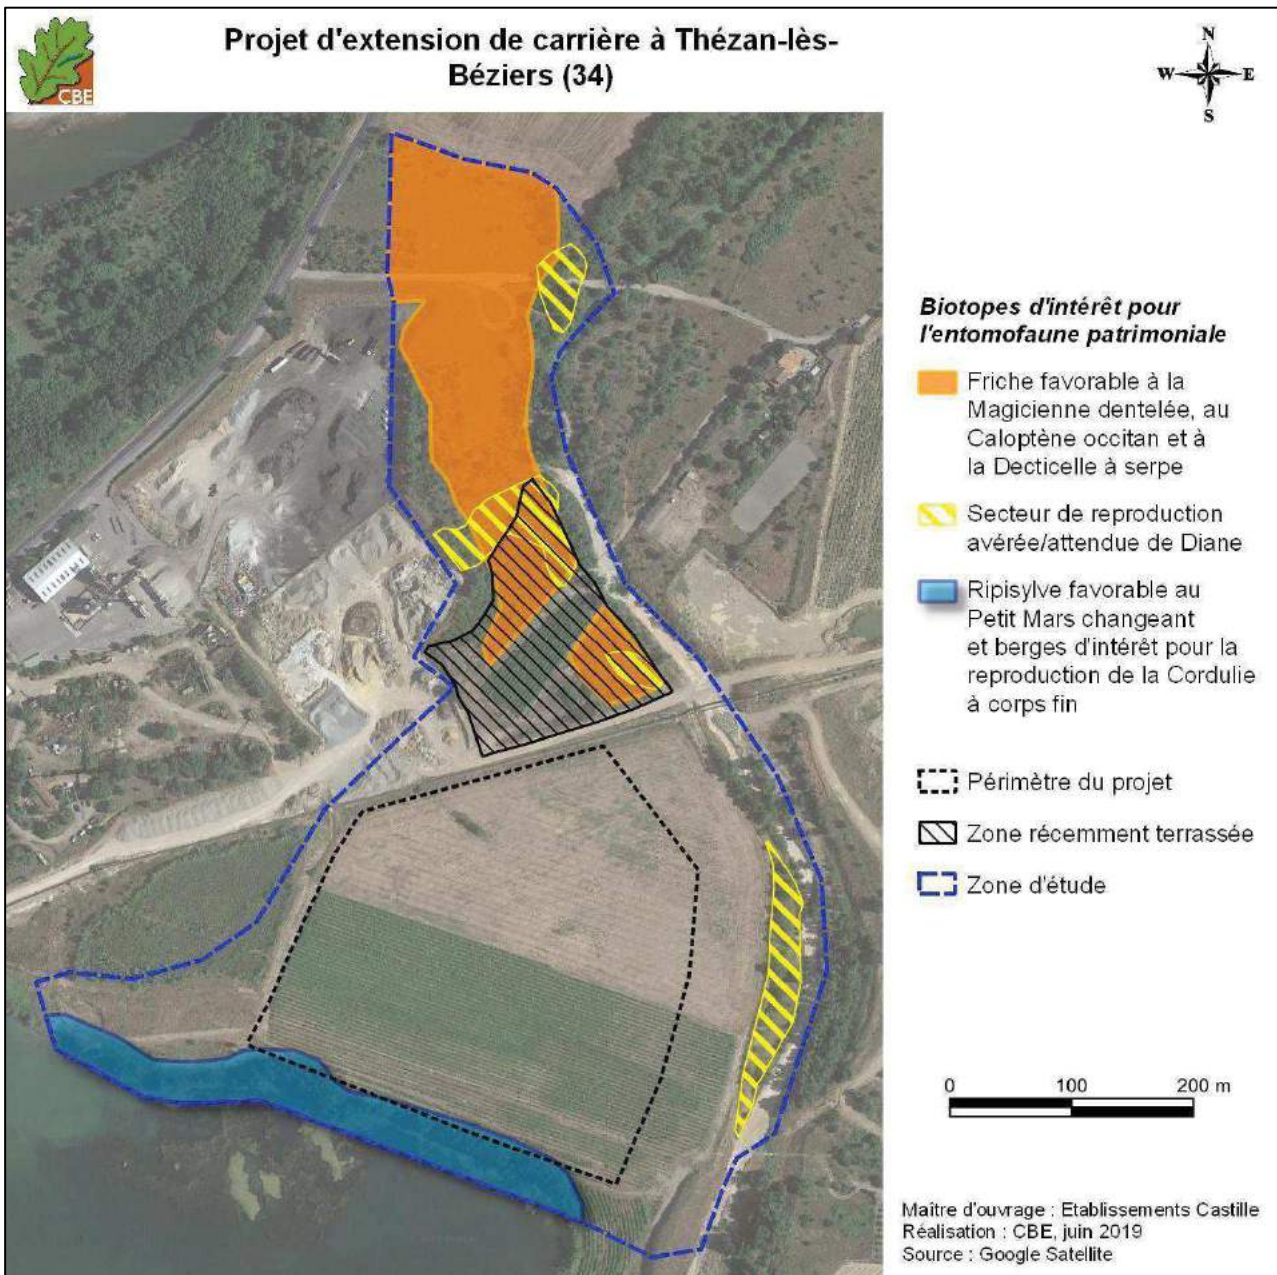 CBE
Projet d'extension de carrière à Thézan-lès-
Béziers (34)
N
W
E
S
Biotopes d'intérêt pour
l'entomofaune patrimoniale
Friche favorable à la
Magicienne dentelée, au
Caloptène occitan et à
la Decticelle à serpe
Secteur de reproduction
avérée/attendue de Diane
Ripisylve favorable au
Petit Mars changeant
et berges d'intérêt pour la
reproduction de la Cordulie
à corps fin
Périmètre du projet
Zone récemment terrassée
Zone d'étude
0 100 200 m
Maître d'ouvrage : Etablissements Castille
Réalisation : CBE, juin 2019
Source : Google Satellite